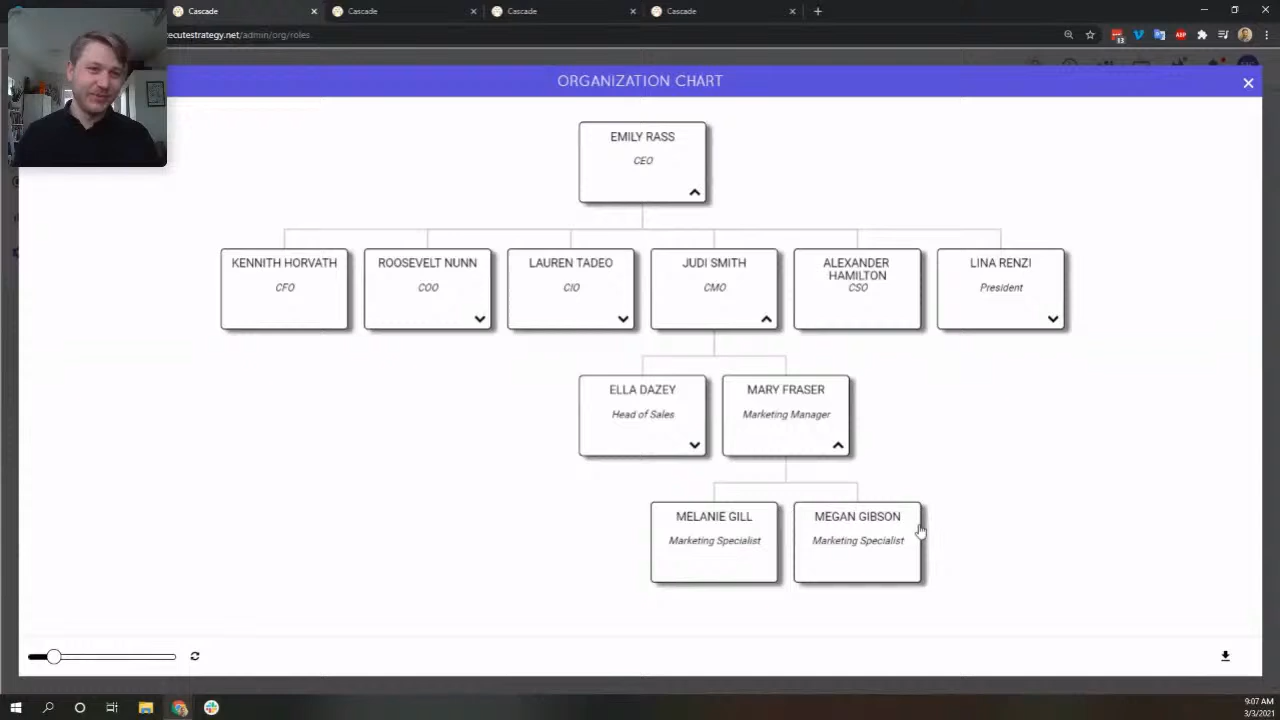 Cascade
Cascade
Cascade
Cascade
ecutestrategy.net/admin/org/roles
ABP
ORGANIZATION CHART
EMILY RASS
CEO
KENNITH HORVATH
CFO
ROOSEVELT NUNN
COO
LAUREN TADEO
CIO
JUDI SMITH
CMO
ALEXANDER
HAMILTON
CSO
LINA RENZI
President
ELLA DAZEY
Head of Sales
MARY FRASER
Marketing Manager
MELANIE GILL
Marketing Specialist
MEGAN GIBSON
Marketing Specialist
9:07 AM
3/3/2021